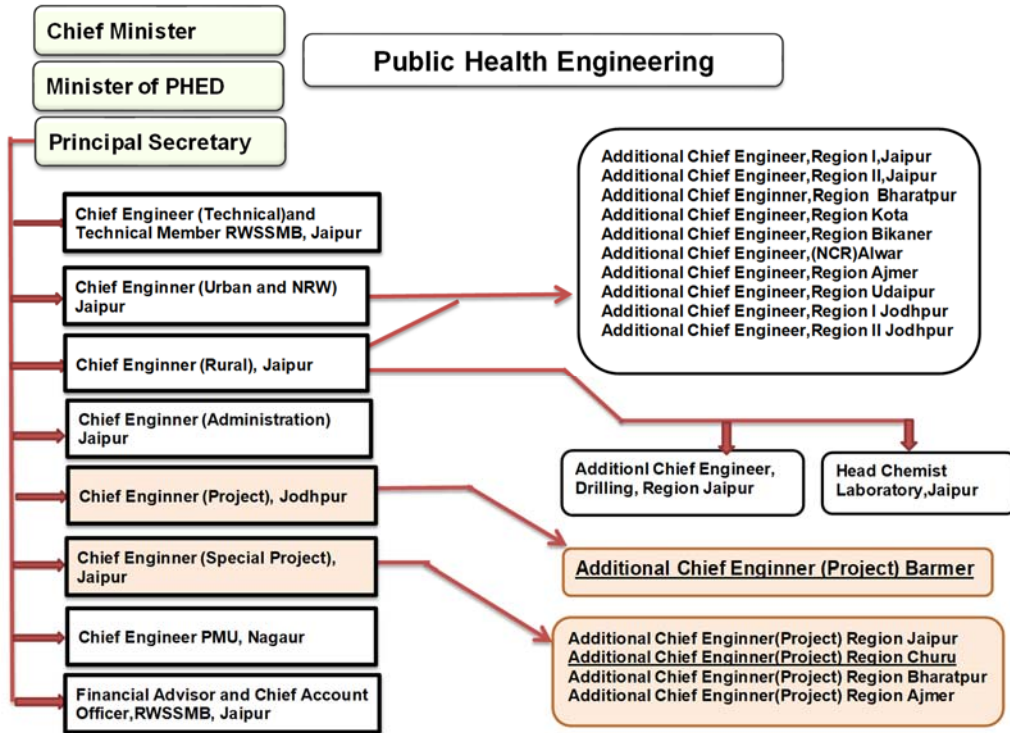 Chief Minister
Public Health Engineering
Minister of PHED
Principal Secretary
Chief Engineer (Technical)and
Technical Member RWSSMB, Jaipur
Chief Enginner (Urban and NRW)
Jaipur
Chief Enginner (Rural), Jaipur
Chief Enginner (Administration)
Jaipur
Chief Enginner (Project), Jodhpur
Chief Enginner (Special Project),
Jaipur
Chief Engineer PMU, Nagaur
Financial Advisor and Chief Account
Officer,RWSSMB, Jaipur
Additional Chief Engineer,Region I,Jaipur
Additional Chief Engineer,Region II,Jaipur
Additional Chief Enginner,Region Bharatpur
Additional Chief Engineer,Region Kota
Additional Chief Engineer,Region Bikaner
Additional Chief Engineer,(NCR)Alwar
Additional Chief Engineer,Region Ajmer
Additional Chief Engineer,Region Udaipur
Additional Chief Engineer,Region I Jodhpur
Additional Chief Engineer,Region II Jodhpur
Additionl Chief Engineer,
Drilling, Region Jaipur
Head Chemist
Laboratory,Jaipur
Additional Chief Enginner (Project) Barmer
Additional Chief Enginner(Project) Region Jaipur
Additional Chief Enginner(Project) Region Churu
Additional Chief Enginner(Project) Region Bharatpur
Additional Chief Enginner(Project) Region Ajmer